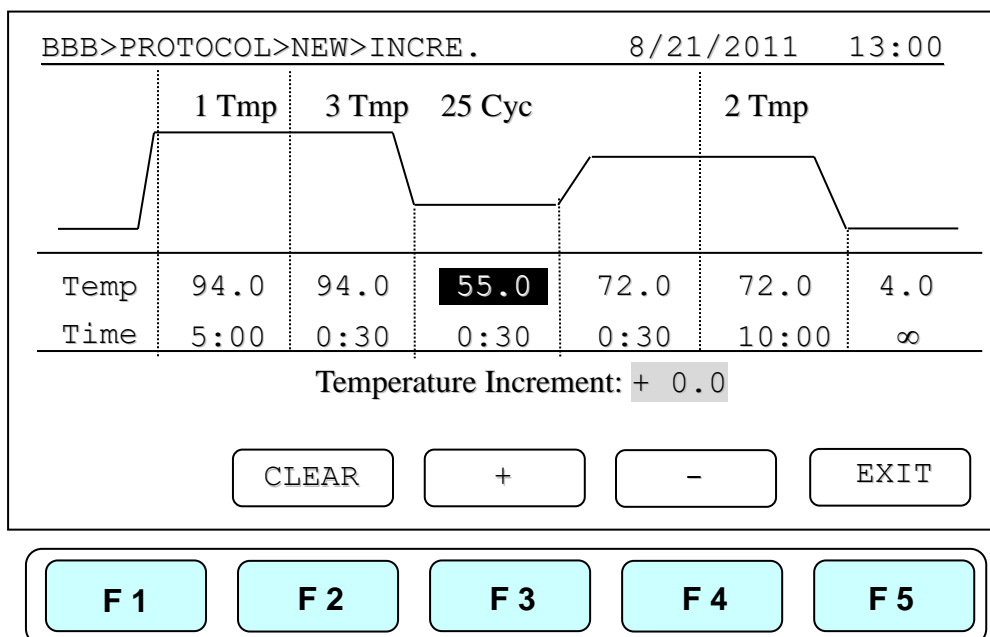 BBB>PROTOCOL>NEW>INCRE. 8/21/2011 13:00
1 Tmp 3 Tmp 25 Cyc 2 Tmp
Temp 94.0 94.0 55.0 72.0 72.0 4.0
Time 5:00 0:30 0:30 0:30 10:00 ∞
Temperature Increment: + 0.0
CLEAR + - EXIT
F 1 F 2 F 3 F 4 F 5